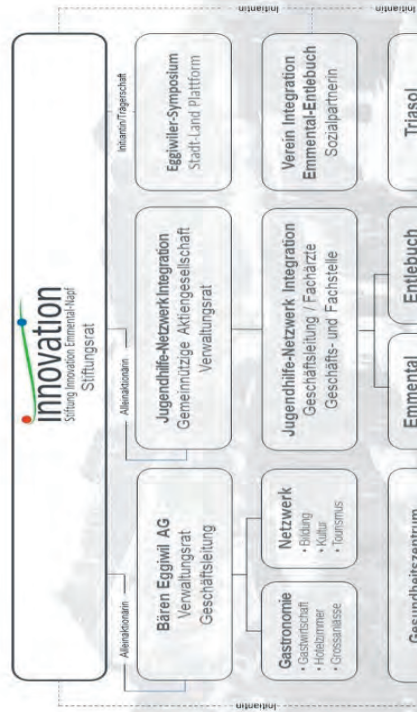 innovation
Stiftung Innovation Emmental-Napf
Stiftungsrat
Alleinaktionärin
Alleinaktionärin
Initiantin/Trägerschaft
Bären Eggiwil AG
Verwaltungsrat
Geschäftsleitung
Jugendhilfe-Netzwerk Integration
Gemeinnützige Aktiengesellschaft
Verwaltungsrat
Eggiwiler-Symposium
Stadt-Land Plattform
Gastronomie
• Gastwirtschaft
• Hotelzimmer
• Grossanlässe
Netzwerk
• Bildung
• Kultur
• Tourismus
Jugendhilfe-Netzwerk Integration
Geschäftsleitung / Fachärzte
Geschäfts- und Fachstelle
Verein Integration
Emmental-Entlebuch
Sozialpartnerin
Initiantin
Initiantin
Initiantin
Gesundheitszentrum
Emmental
Entlebuch
Triasol